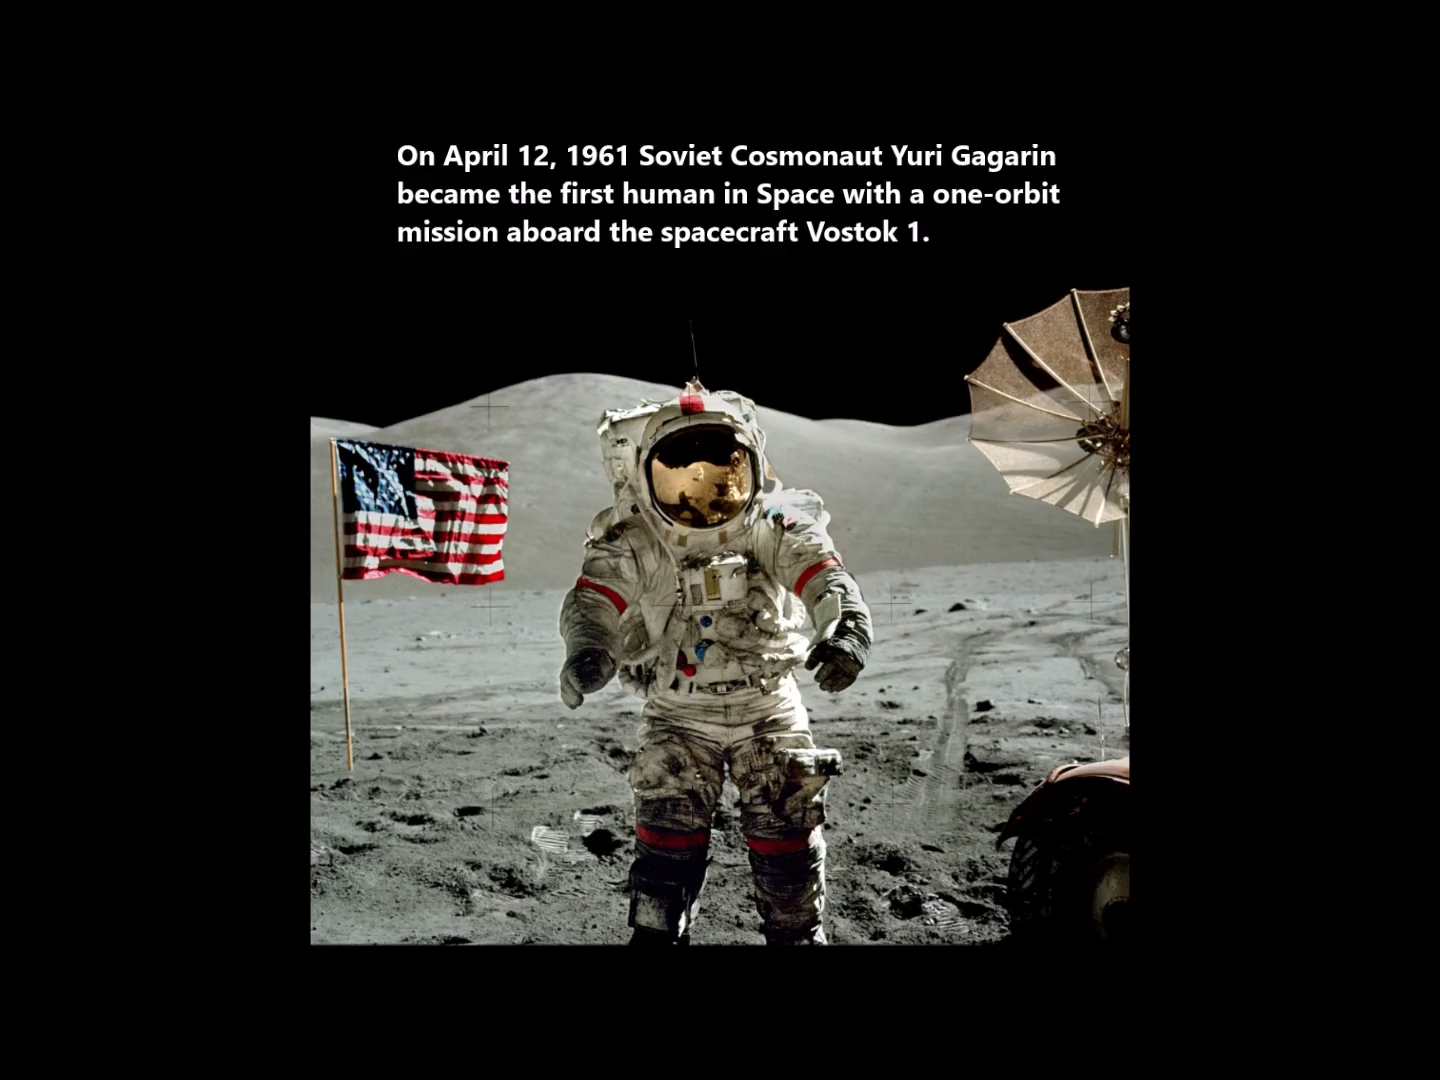 On April 12, 1961 Soviet Cosmonaut Yuri Gagarin
became the first human in Space with a one-orbit
mission aboard the spacecraft Vostok 1.